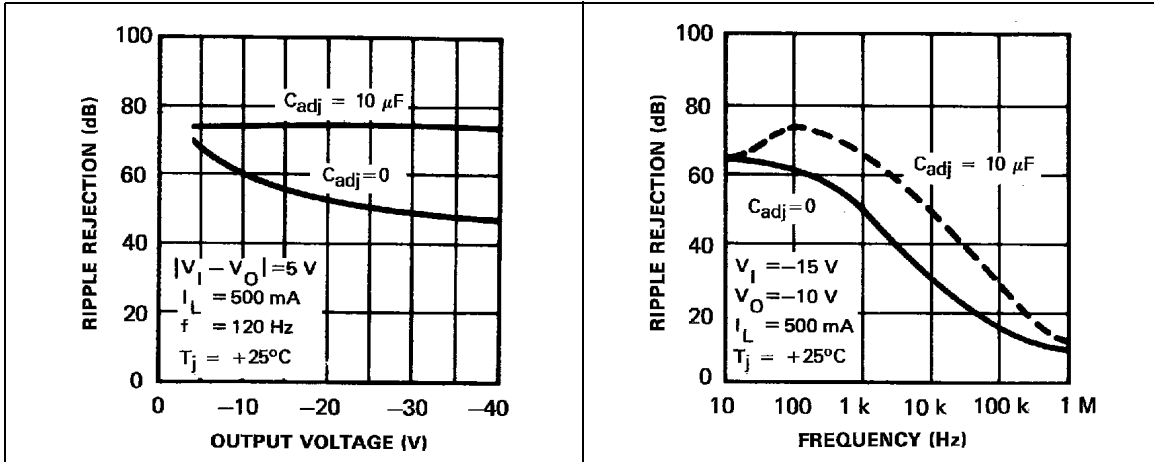 100
80
60
40
20
0
RIPPLE REJECTION (dB)
C_adj = 10 μF
C_adj=0
|V_I − V_O| =5 V
I_L = 500 mA
f = 120 Hz
T_j = +25°C
0 −10 −20 −30 −40
OUTPUT VOLTAGE (V)
100
80
60
40
20
0
RIPPLE REJECTION (dB)
C_adj = 10 μF
C_adj=0
V_I =−15 V
V_O=−10 V
I_L = 500 mA
T_j = +25°C
10 100 1 k 10 k 100 k 1 M
FREQUENCY (Hz)